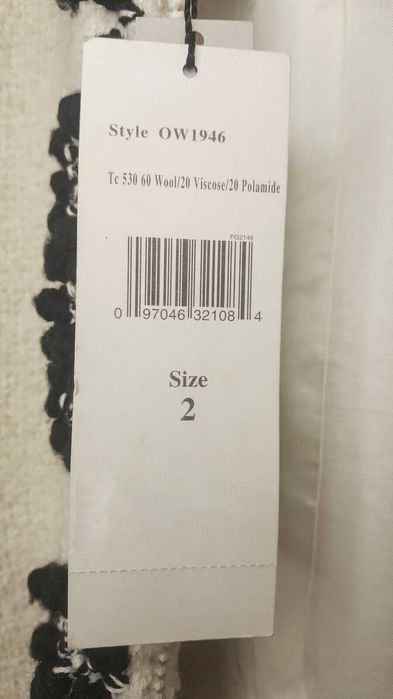 Style OW1946
Tc 530 60 Wool/20 Viscose/20 Polamide
PG2148
0 97046 32108 4
Size
2